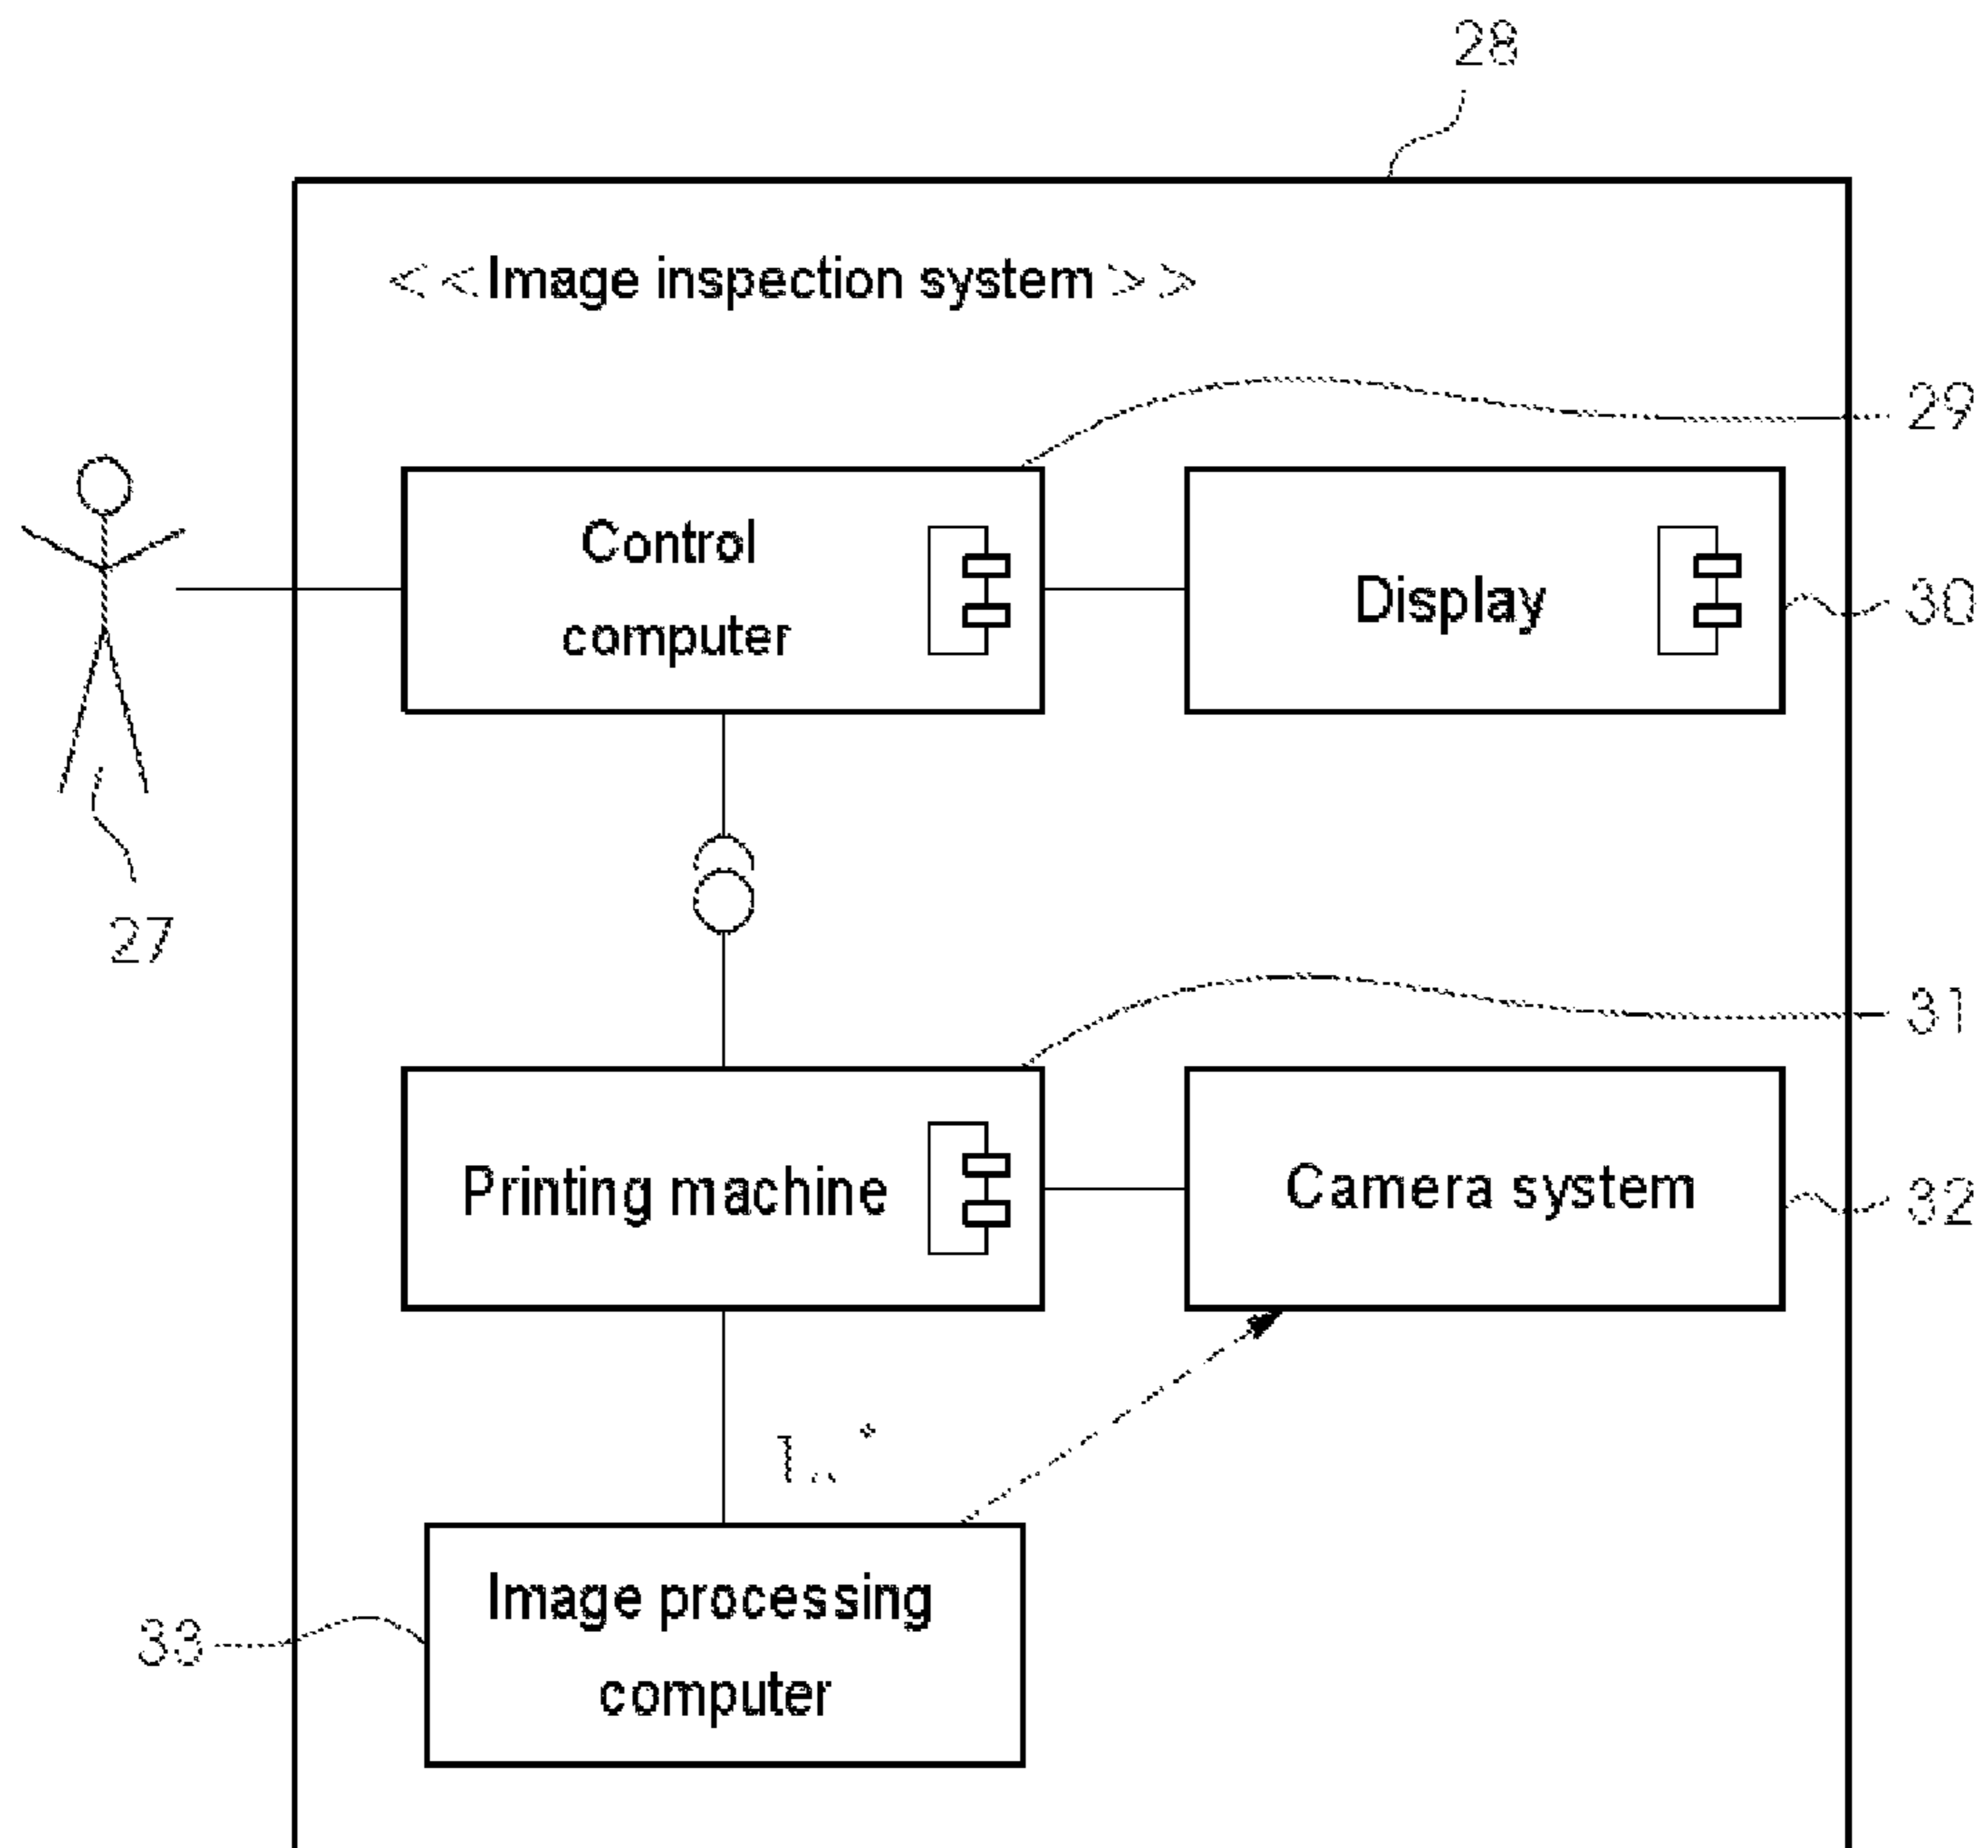 28
<<Image inspection system>>
29
Control
computer
Display
30
27
31
Printing machine
Camera system
32
1..*
Image processing
computer
33